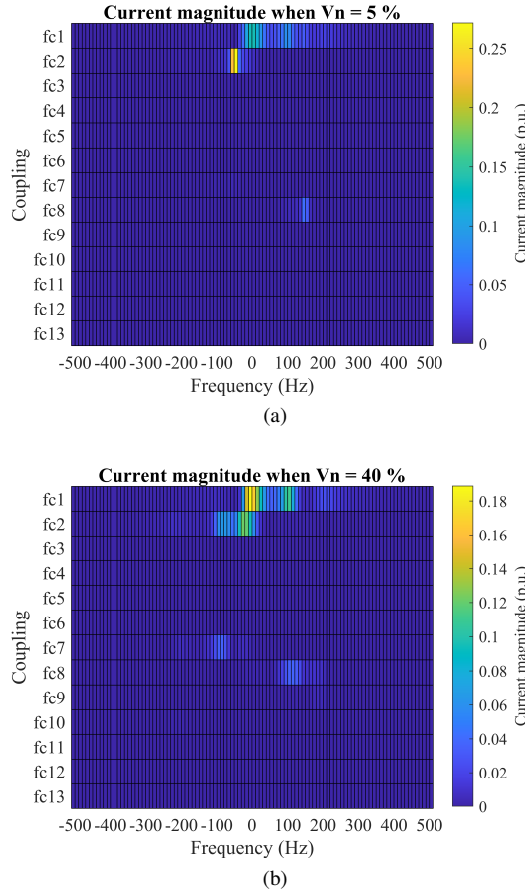 Current magnitude when Vn = 5 %
fc1
fc2
fc3
fc4
fc5
fc6
fc7
fc8
fc9
fc10
fc11
fc12
fc13
Coupling
-500 -400 -300 -200 -100 0 100 200 300 400 500
Frequency (Hz)
0.25
0.2
0.15
0.1
0.05
0
Current magnitude (p.u.)
(a)
Current magnitude when Vn = 40 %
fc1
fc2
fc3
fc4
fc5
fc6
fc7
fc8
fc9
fc10
fc11
fc12
fc13
Coupling
-500 -400 -300 -200 -100 0 100 200 300 400 500
Frequency (Hz)
0.18
0.16
0.14
0.12
0.1
0.08
0.06
0.04
0.02
0
Current magnitude (p.u.)
(b)